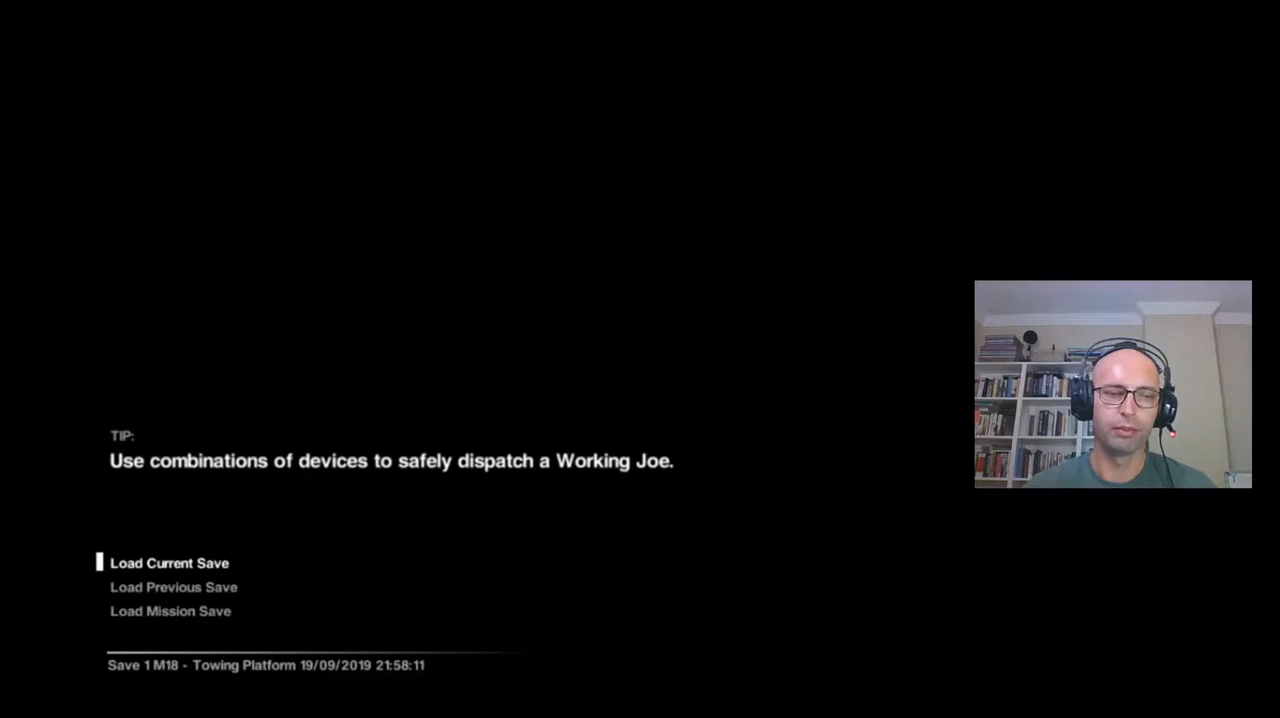 TIP:
Use combinations of devices to safely dispatch a Working Joe.
Load Current Save
Load Previous Save
Load Mission Save
Save 1 M18 - Towing Platform 19/09/2019 21:58:11